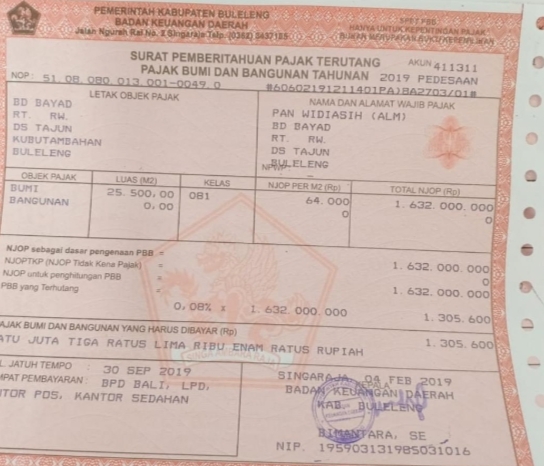 PEMERINTAH KABUPATEN BULELENG
BADAN KEUANGAN DAERAH
Jalan Ngurah Rai No. 2 Singaraja Telp. (0362)
SPPT PBB
HANYA UNTUK KEPENTINGAN PAJAK
BUKAN MERUPAKAN BUKTI KEPEMILIKAN
SURAT PEMBERITAHUAN PAJAK TERUTANG
PAJAK BUMI DAN BANGUNAN TAHUNAN 2019 PEDESAAN
AKUN 411311
NOP : 51.08.080.013.001-0049.0
#60602191211401PA)BA2703/01#
LETAK OBJEK PAJAK
BD BAYAD
RT. RW.
DS TAJUN
KUBUTAMBAHAN
BULELENG
NAMA DAN ALAMAT WAJIB PAJAK
PAN WIDIASIH (ALM)
BD BAYAD
RT. RW.
DS TAJUN
BULELENG
NPWP
OBJEK PAJAK LUAS (M2) KELAS NJOP PER M2 (Rp) TOTAL NJOP (Rp)
BUMI 25.500,00 081 64.000 1.632.000.000
BANGUNAN 0,00 0 0
NJOP sebagai dasar pengenaan PBB = 1.632.000.000
NJOPTKP (NJOP Tidak Kena Pajak) = 0
NJOP untuk penghitungan PBB = 1.632.000.000
PBB yang Terhutang =
0,08% x 1.632.000.000 1.305.600
AJAK BUMI DAN BANGUNAN YANG HARUS DIBAYAR (Rp) 1.305.600
ATU JUTA TIGA RATUS LIMA RIBU ENAM RATUS RUPIAH
L. JATUH TEMPO : 30 SEP 2019
MPAT PEMBAYARAN : BPD BALI, LPD,
NTOR POS, KANTOR SEDAHAN
SINGARAJA, 04 FEB 2019
KEPALA
BADAN KEUANGAN DAERAH
KAB. BULELENG
BIMANTARA, SE
NIP. 195903131985031016